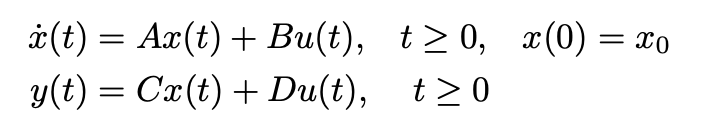 ẋ(t) = Ax(t) + Bu(t), t ≥ 0, x(0) = x₀
y(t) = Cx(t) + Du(t), t ≥ 0